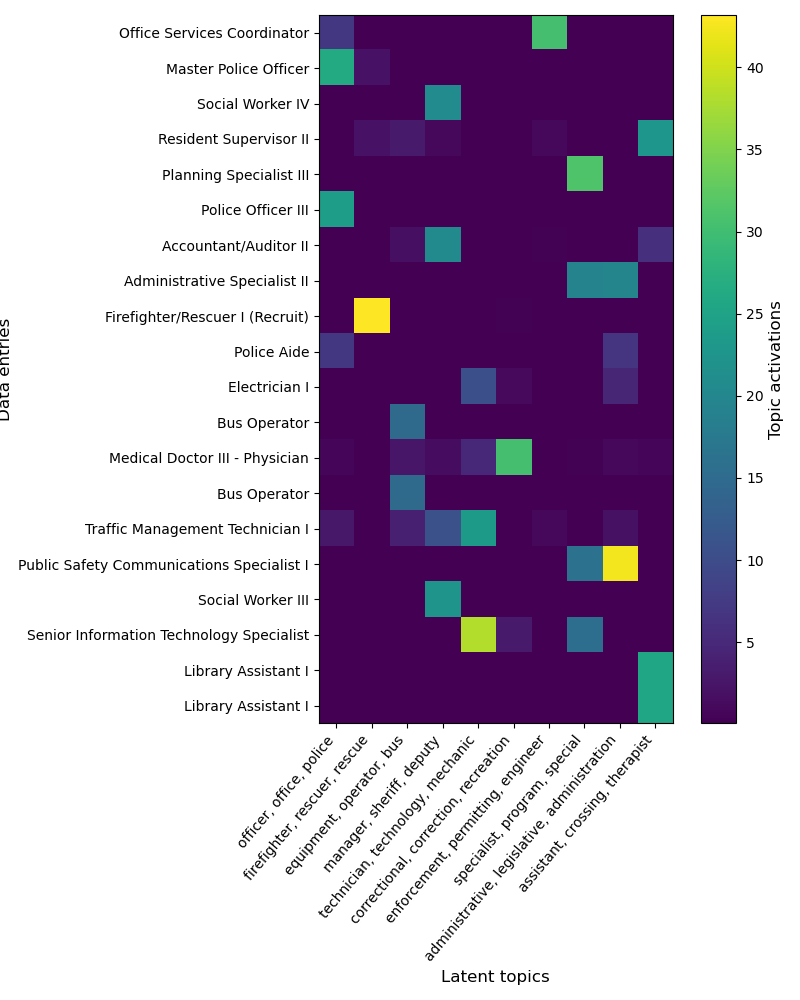 Office Services Coordinator
Master Police Officer
Social Worker IV
Resident Supervisor II
Planning Specialist III
Police Officer III
Accountant/Auditor II
Administrative Specialist II
Firefighter/Rescuer I (Recruit)
Police Aide
Electrician I
Bus Operator
Medical Doctor III - Physician
Bus Operator
Traffic Management Technician I
Public Safety Communications Specialist I
Social Worker III
Senior Information Technology Specialist
Library Assistant I
Library Assistant I
Data entries
officer, office, police
firefighter, rescuer, rescue
equipment, operator, bus
manager, sheriff, deputy
technician, technology, mechanic
correctional, correction, recreation
enforcement, permitting, engineer
specialist, program, special
administrative, legislative, administration
assistant, crossing, therapist
Latent topics
40
35
30
25
20
15
10
5
Topic activations